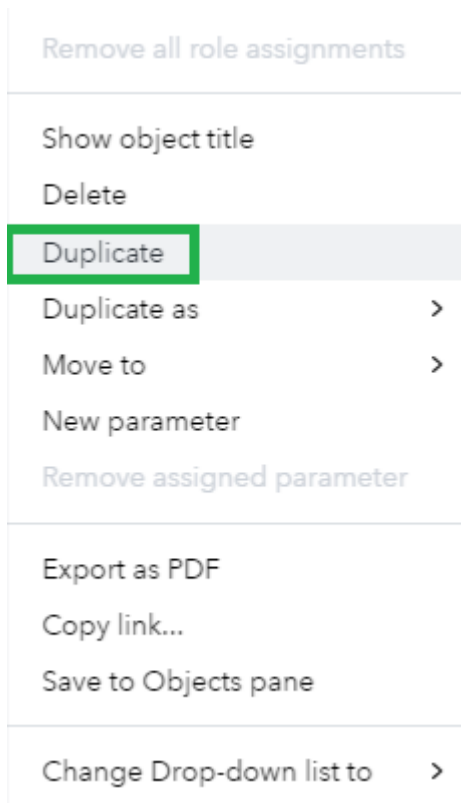 Remove all role assignments
Show object title
Delete
Duplicate
Duplicate as
Move to
New parameter
Remove assigned parameter
Export as PDF
Copy link...
Save to Objects pane
Change Drop-down list to